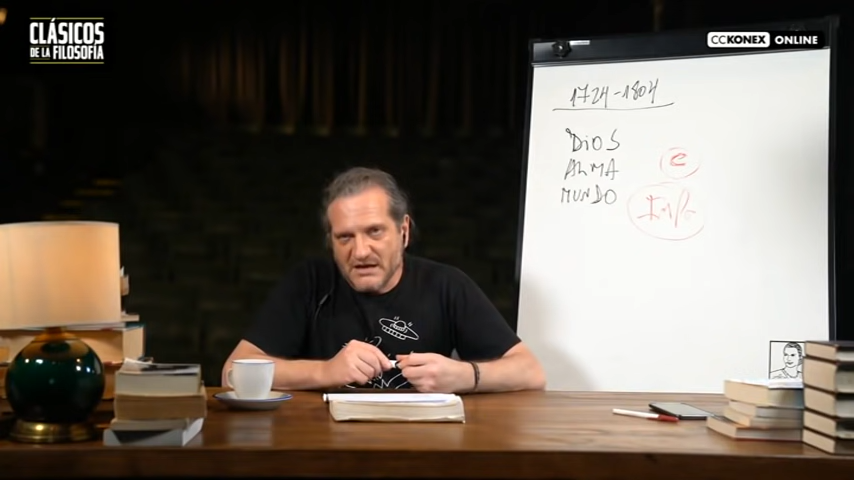 CLÁSICOS
DE LA FILOSOFÍA
CCKONEX ONLINE
1724-1804
DIOS
ALMA
MUNDO
e